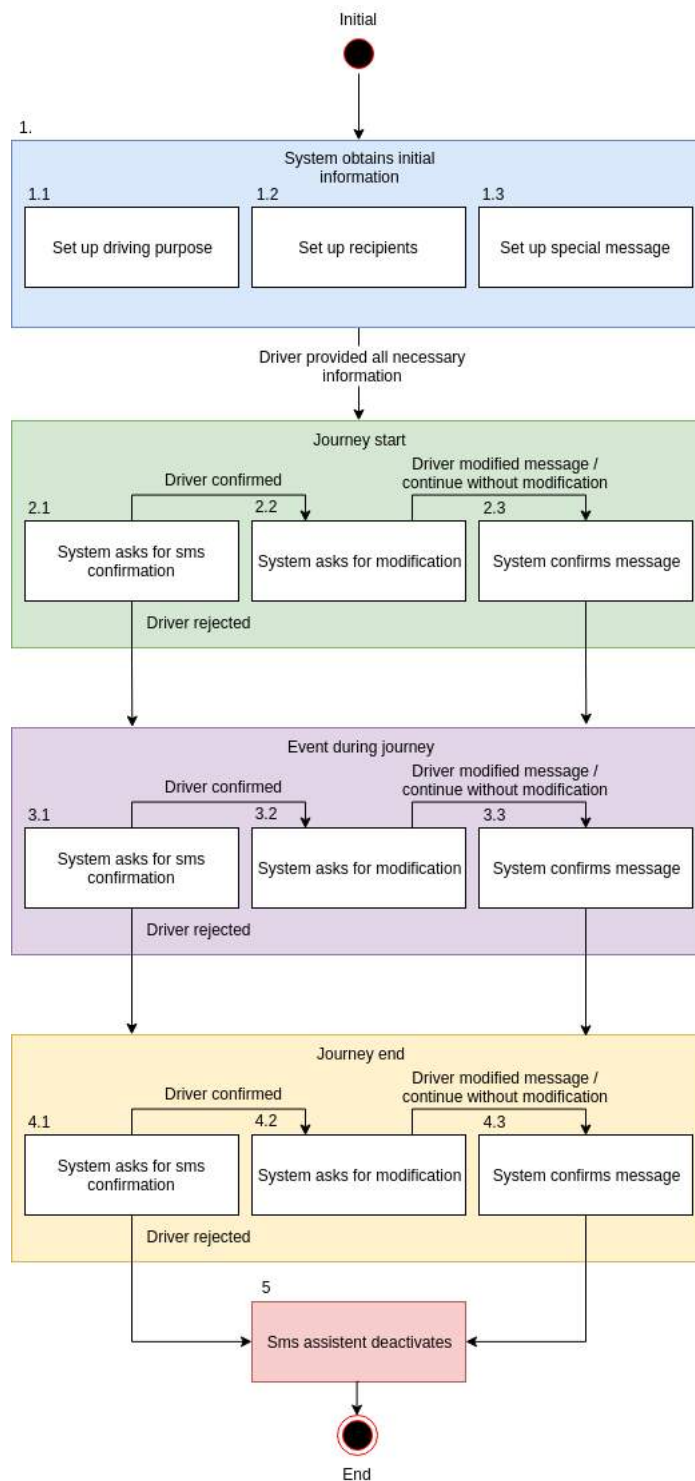 Initial
1.
System obtains initial
information
1.1
1.2
1.3
Set up driving purpose
Set up recipients
Set up special message
Driver provided all necessary
information
Journey start
Driver confirmed
Driver modified message /
continue without modification
2.1
2.2
2.3
System asks for sms
confirmation
System asks for modification
System confirms message
Driver rejected
Event during journey
Driver confirmed
Driver modified message /
continue without modification
3.1
3.2
3.3
System asks for sms
confirmation
System asks for modification
System confirms message
Driver rejected
Journey end
Driver confirmed
Driver modified message /
continue without modification
4.1
4.2
4.3
System asks for sms
confirmation
System asks for modification
System confirms message
Driver rejected
5
Sms assistent deactivates
End